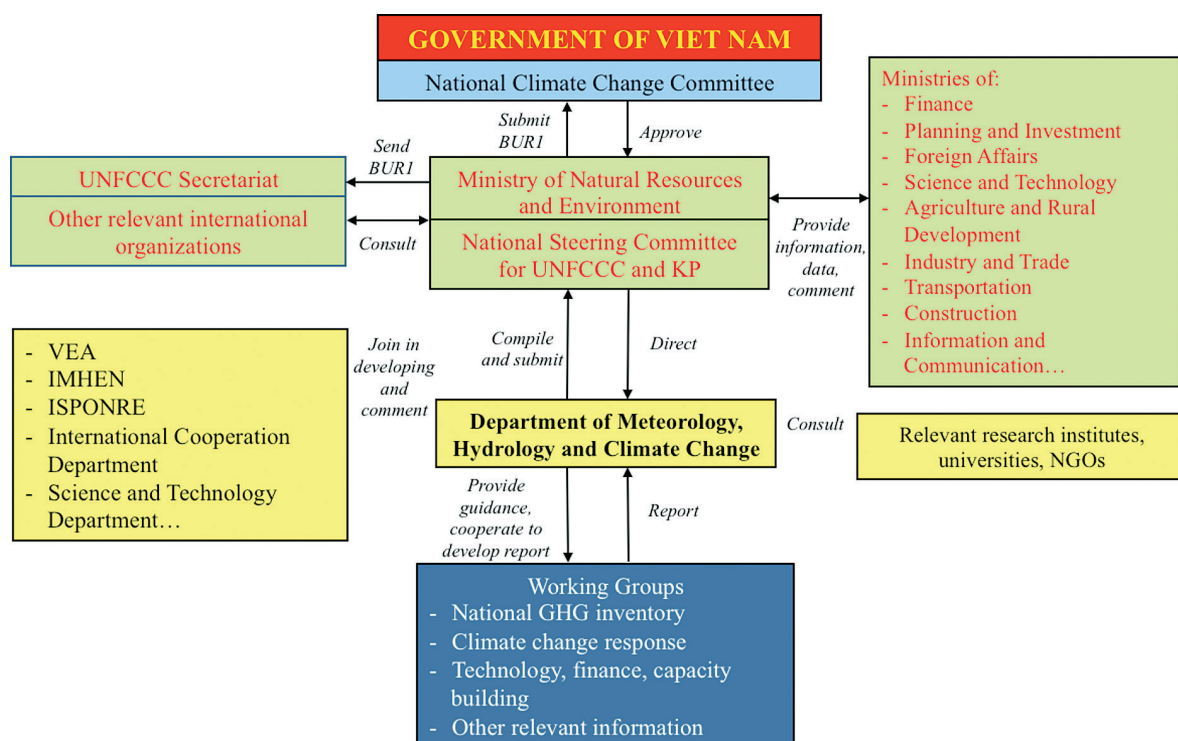 GOVERNMENT OF VIET NAM
National Climate Change Committee
Submit
BUR1
Approve
Send
BUR1
UNFCCC Secretariat
Other relevant international
organizations
Consult
Ministry of Natural Resources
and Environment
National Steering Committee
for UNFCCC and KP
Provide
information,
data,
comment
Ministries of:
- Finance
- Planning and Investment
- Foreign Affairs
- Science and Technology
- Agriculture and Rural
Development
- Industry and Trade
- Transportation
- Construction
- Information and
Communication…
- VEA
- IMHEN
- ISPONRE
- International Cooperation
Department
- Science and Technology
Department…
Join in
developing
and
comment
Compile
and submit
Direct
Department of Meteorology,
Hydrology and Climate Change
Consult
Relevant research institutes,
universities, NGOs
Provide
guidance,
cooperate to
develop report
Report
Working Groups
- National GHG inventory
- Climate change response
- Technology, finance, capacity
building
- Other relevant information